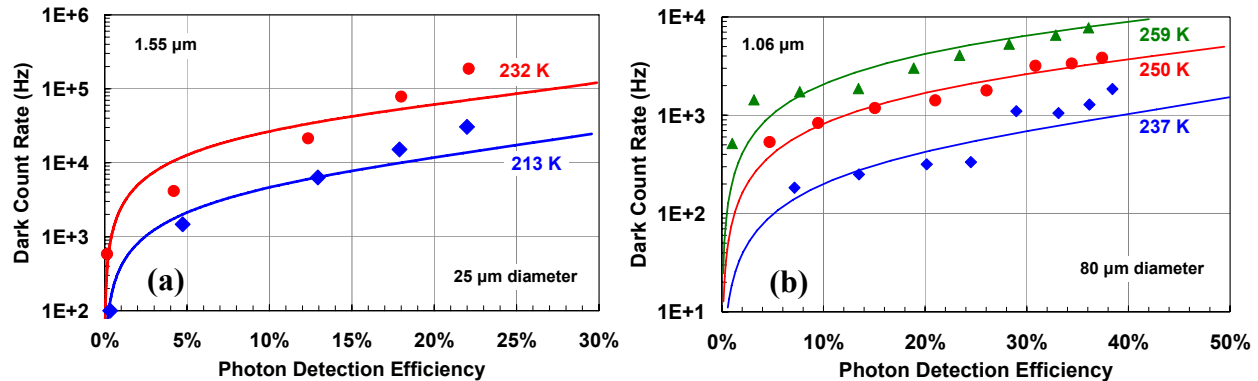 1E+6
1E+5
1E+4
1E+3
1E+2
Dark Count Rate (Hz)
1.55 µm
232 K
213 K
(a)
25 µm diameter
0% 5% 10% 15% 20% 25% 30%
Photon Detection Efficiency
1E+4
1E+3
1E+2
1E+1
Dark Count Rate (Hz)
1.06 µm
259 K
250 K
237 K
(b)
80 µm diameter
0% 10% 20% 30% 40% 50%
Photon Detection Efficiency